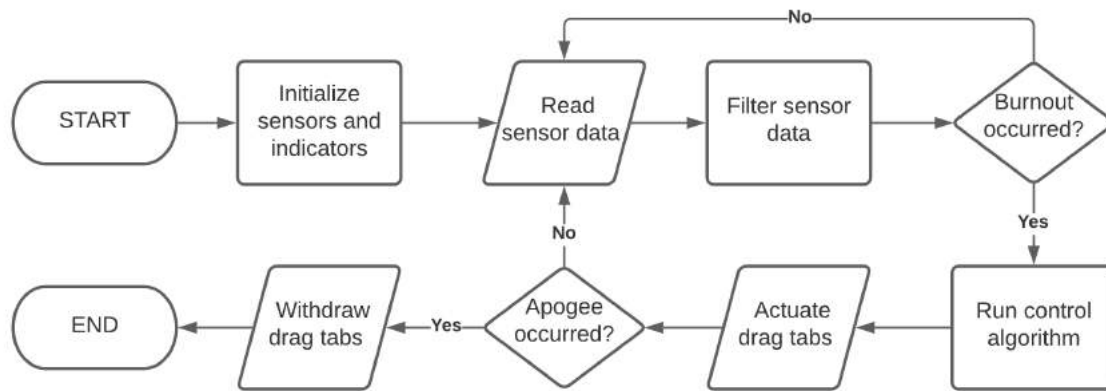 No
START
Initialize
sensors and
indicators
Read
sensor data
Filter sensor
data
Burnout
occurred?
Yes
No
END
Withdraw
drag tabs
Yes
Apogee
occurred?
Actuate
drag tabs
Run control
algorithm